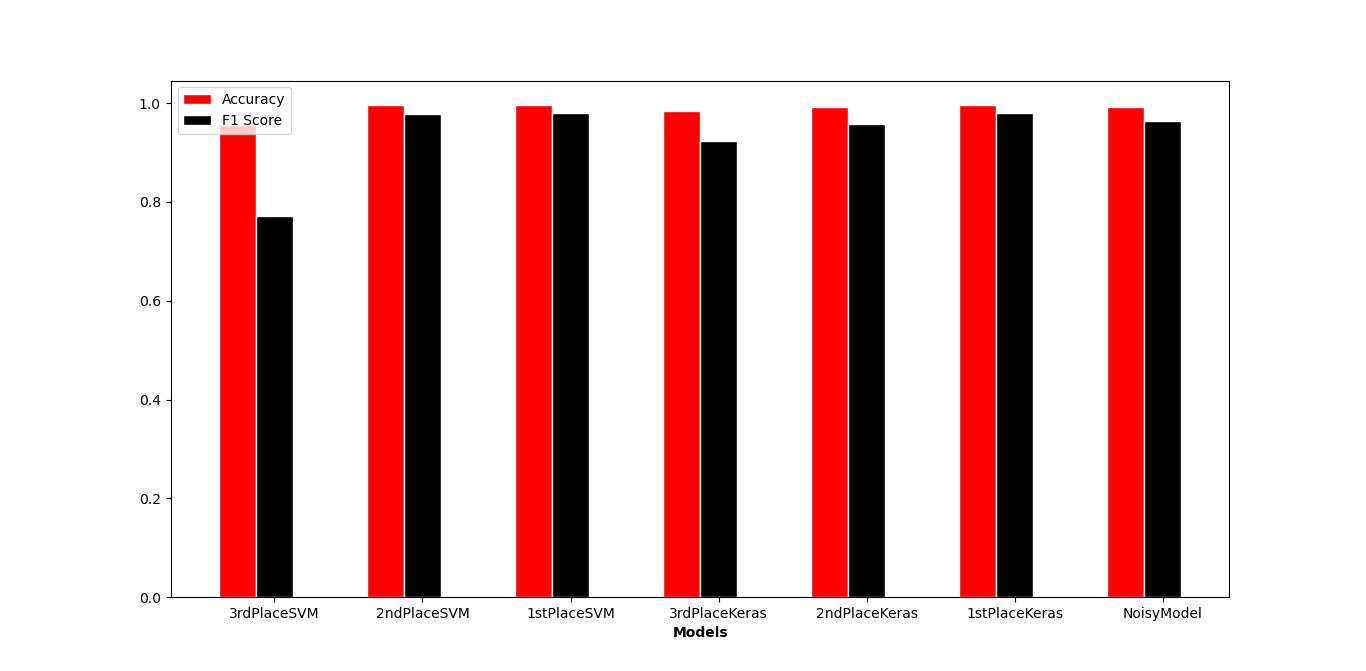 Accuracy
F1 Score
1.0
0.8
0.6
0.4
0.2
0.0
3rdPlaceSVM 2ndPlaceSVM 1stPlaceSVM 3rdPlaceKeras 2ndPlaceKeras 1stPlaceKeras NoisyModel
Models